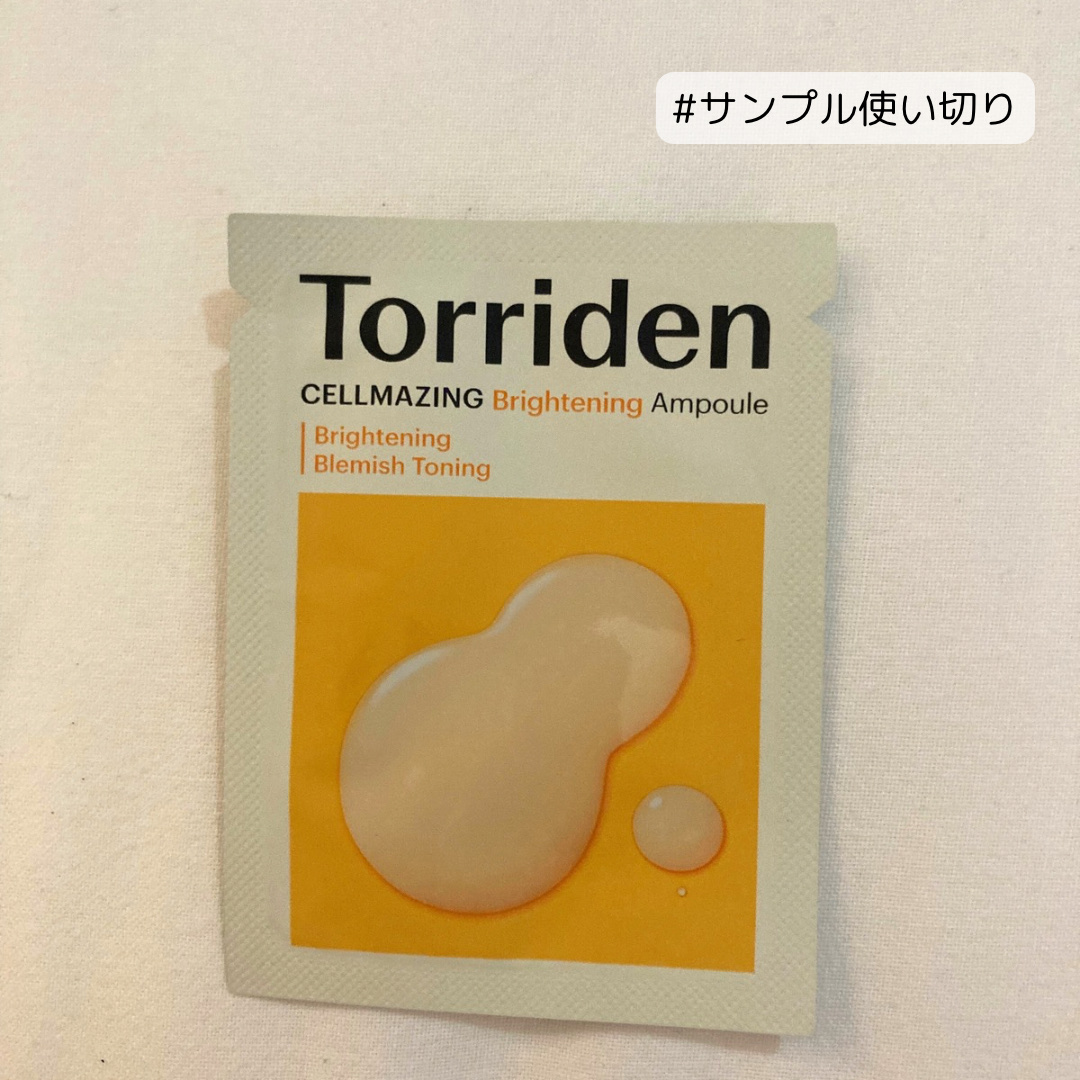 #サンプル使い切り
Torriden
CELLMAZING Brightening Ampoule
Brightening
Blemish Toning